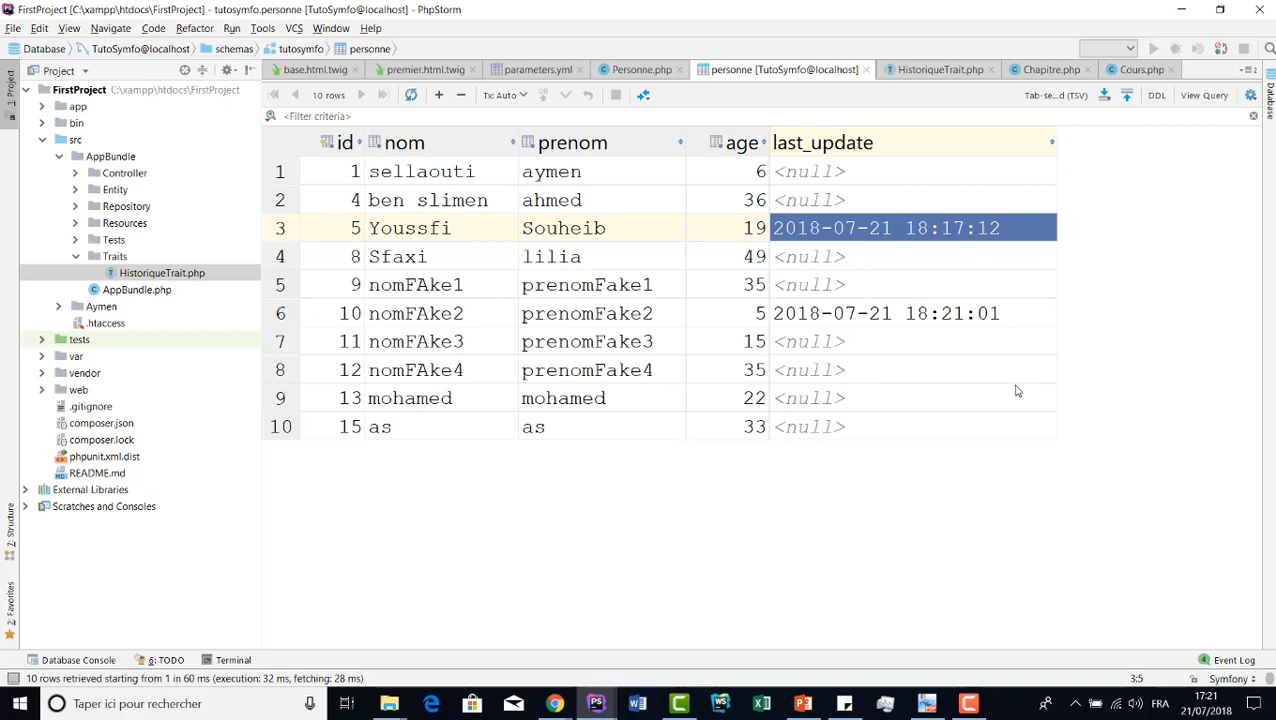 FirstProject [C:\xampp\htdocs\FirstProject] - tutosymfo.personne [TutoSymfo@localhost] - PhpStorm
File Edit View Navigate Code Refactor Run Tools VCS Window Help
Database TutoSymfo@localhost schemas tutosymfo personne
Project
base.html.twig premier.html.twig parameters.yml Personne.php personne [TutoSymfo@localhost] HistoriqueTrait.php Chapitre.php Cours.php
1: Project
Database
FirstProject C:\xampp\htdocs\FirstProject
app
bin
src
AppBundle
Controller
Entity
Repository
Resources
Tests
Traits
HistoriqueTrait.php
AppBundle.php
Aymen
.htaccess
tests
var
vendor
web
.gitignore
composer.json
composer.lock
phpunit.xml.dist
README.md
External Libraries
Scratches and Consoles
10 rows Tx: Auto Tab-se...d (TSV) DDL View Query
<Filter criteria>
id nom prenom age last_update
1 1 sellaouti aymen 6 <null>
2 4 ben slimen ahmed 36 <null>
3 5 Youssfi Souheib 19 2018-07-21 18:17:12
4 8 Sfaxi lilia 49 <null>
5 9 nomFAke1 prenomFake1 35 <null>
6 10 nomFAke2 prenomFake2 5 2018-07-21 18:21:01
7 11 nomFAke3 prenomFake3 15 <null>
8 12 nomFAke4 prenomFake4 35 <null>
9 13 mohamed mohamed 22 <null>
10 15 as as 33 <null>
Z: Structure
2: Favorites
Database Console 6: TODO Terminal 4 Event Log
10 rows retrieved starting from 1 in 60 ms (execution: 32 ms, fetching: 28 ms) 3:5 Symfony
Taper ici pour rechercher FRA 17:21
21/07/2018